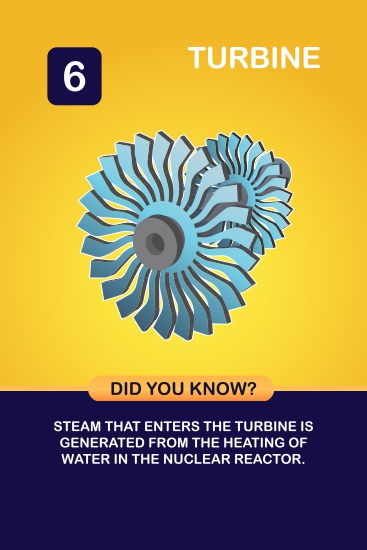 6
TURBINE
DID YOU KNOW?
STEAM THAT ENTERS THE TURBINE IS
GENERATED FROM THE HEATING OF
WATER IN THE NUCLEAR REACTOR.